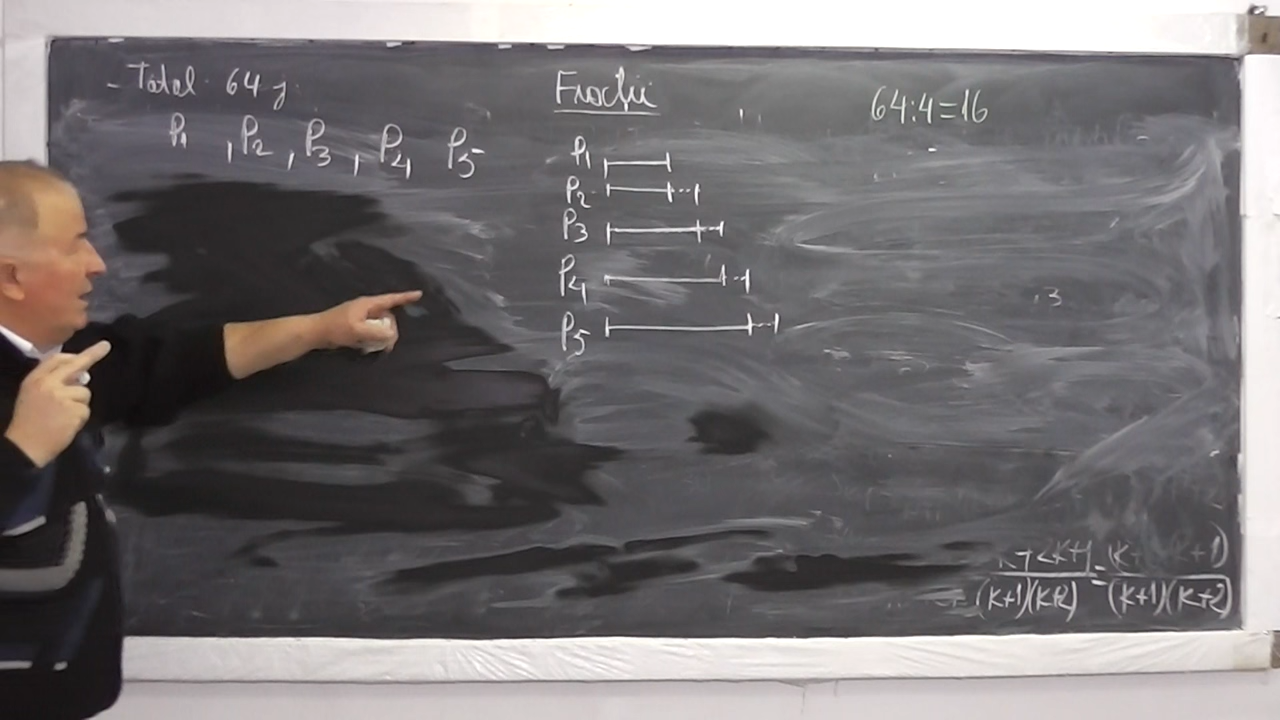 - Total 64 j.
P1, P2, P3, P4, P5
P1
P2
P3
P4
P5
64:4=16
3
(k+1)(k+2) (k+1)(k+2)